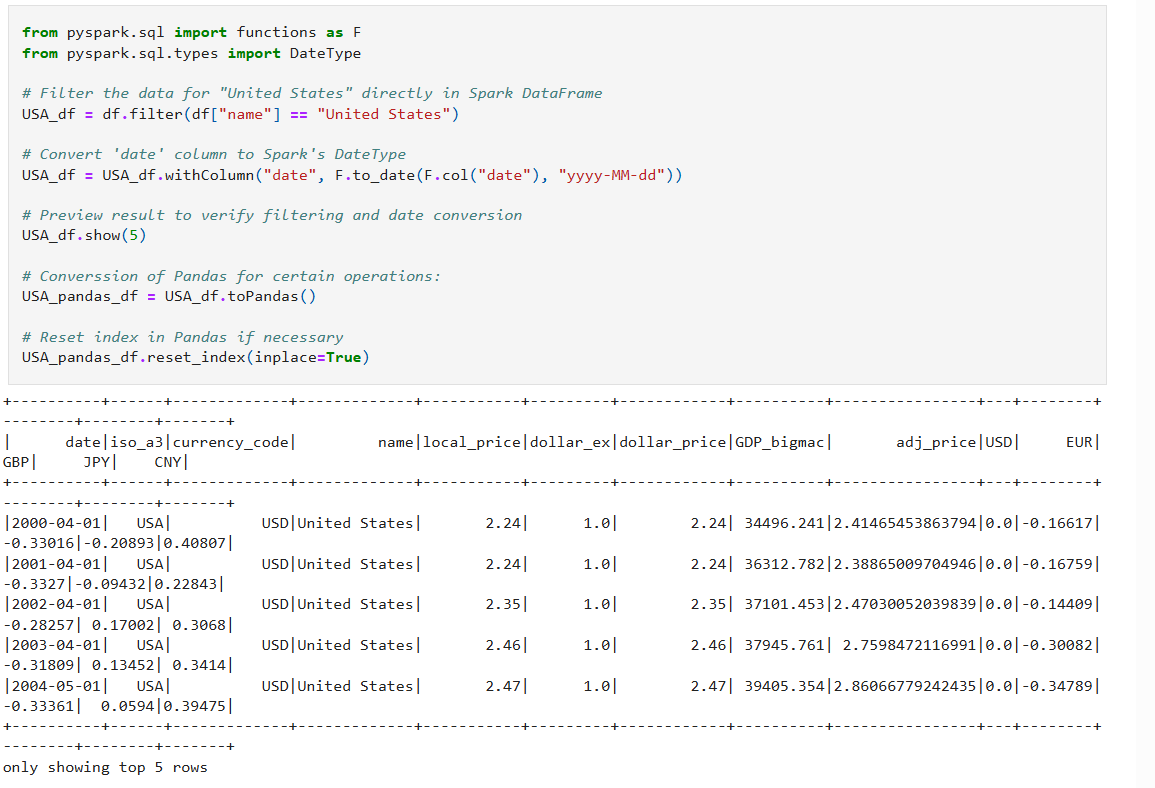 from pyspark.sql import functions as F
from pyspark.sql.types import DateType

# Filter the data for "United States" directly in Spark DataFrame
USA_df = df.filter(df["name"] == "United States")

# Convert 'date' column to Spark's DateType
USA_df = USA_df.withColumn("date", F.to_date(F.col("date"), "yyyy-MM-dd"))

# Preview result to verify filtering and date conversion
USA_df.show(5)

# Converssion of Pandas for certain operations:
USA_pandas_df = USA_df.toPandas()

# Reset index in Pandas if necessary
USA_pandas_df.reset_index(inplace=True)

+----------+------+-------------+-------------+-----------+---------+------------+----------+----------------+---+--------+
--------+--------+-------+
|      date|iso_a3|currency_code|         name|local_price|dollar_ex|dollar_price|GDP_bigmac|       adj_price|USD|     EUR|
GBP|     JPY|    CNY|
+----------+------+-------------+-------------+-----------+---------+------------+----------+----------------+---+--------+
--------+--------+-------+
|2000-04-01|   USA|          USD|United States|       2.24|      1.0|        2.24| 34496.241|2.41465453863794|0.0|-0.16617|
-0.33016|-0.20893|0.40807|
|2001-04-01|   USA|          USD|United States|       2.24|      1.0|        2.24| 36312.782|2.38865009704946|0.0|-0.16759|
-0.3327|-0.09432|0.22843|
|2002-04-01|   USA|          USD|United States|       2.35|      1.0|        2.35| 37101.453|2.47030052039839|0.0|-0.14409|
-0.28257| 0.17002| 0.3068|
|2003-04-01|   USA|          USD|United States|       2.46|      1.0|        2.46| 37945.761| 2.7598472116991|0.0|-0.30082|
-0.31809| 0.13452| 0.3414|
|2004-05-01|   USA|          USD|United States|       2.47|      1.0|        2.47| 39405.354|2.86066779242435|0.0|-0.34789|
-0.33361|  0.0594|0.39475|
+----------+------+-------------+-------------+-----------+---------+------------+----------+----------------+---+--------+
--------+--------+-------+
only showing top 5 rows